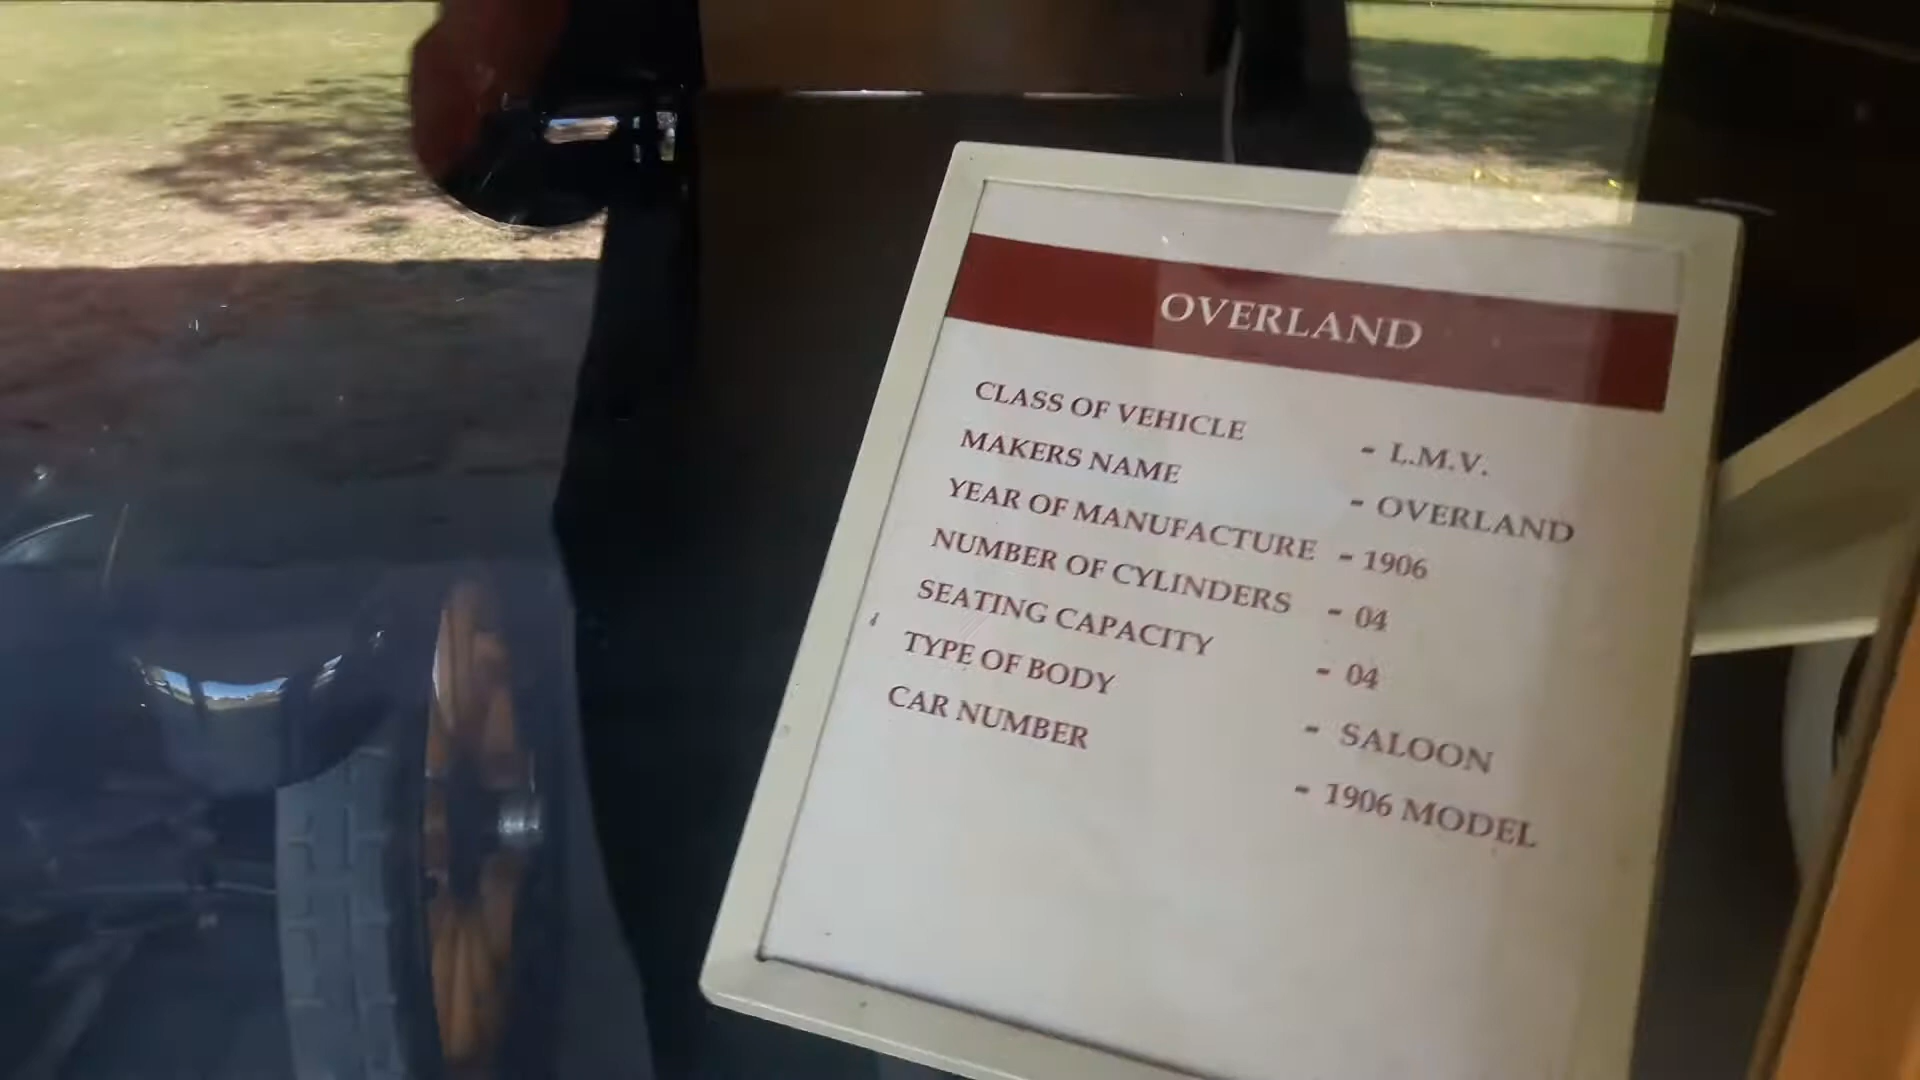 OVERLAND
CLASS OF VEHICLE - L.M.V.
MAKERS NAME - OVERLAND
YEAR OF MANUFACTURE - 1906
NUMBER OF CYLINDERS - 04
SEATING CAPACITY - 04
TYPE OF BODY - SALOON
CAR NUMBER - 1906 MODEL